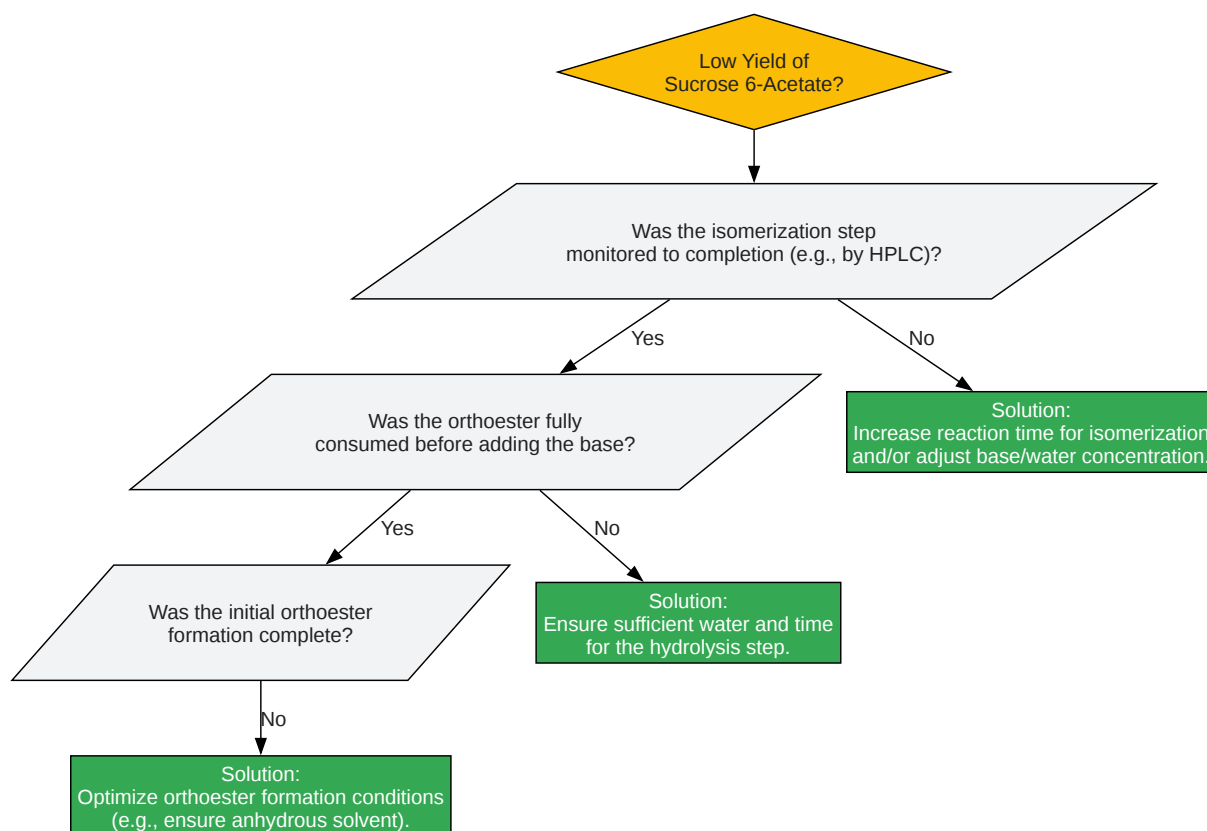 Low Yield of
Sucrose 6-Acetate?
Was the isomerization step
monitored to completion (e.g., by HPLC)?
Yes
No
Was the orthoester fully
consumed before adding the base?
Solution:
Increase reaction time for isomerization
and/or adjust base/water concentration.
Yes
No
Was the initial orthoester
formation complete?
Solution:
Ensure sufficient water and time
for the hydrolysis step.
No
Solution:
Optimize orthoester formation conditions
(e.g., ensure anhydrous solvent).